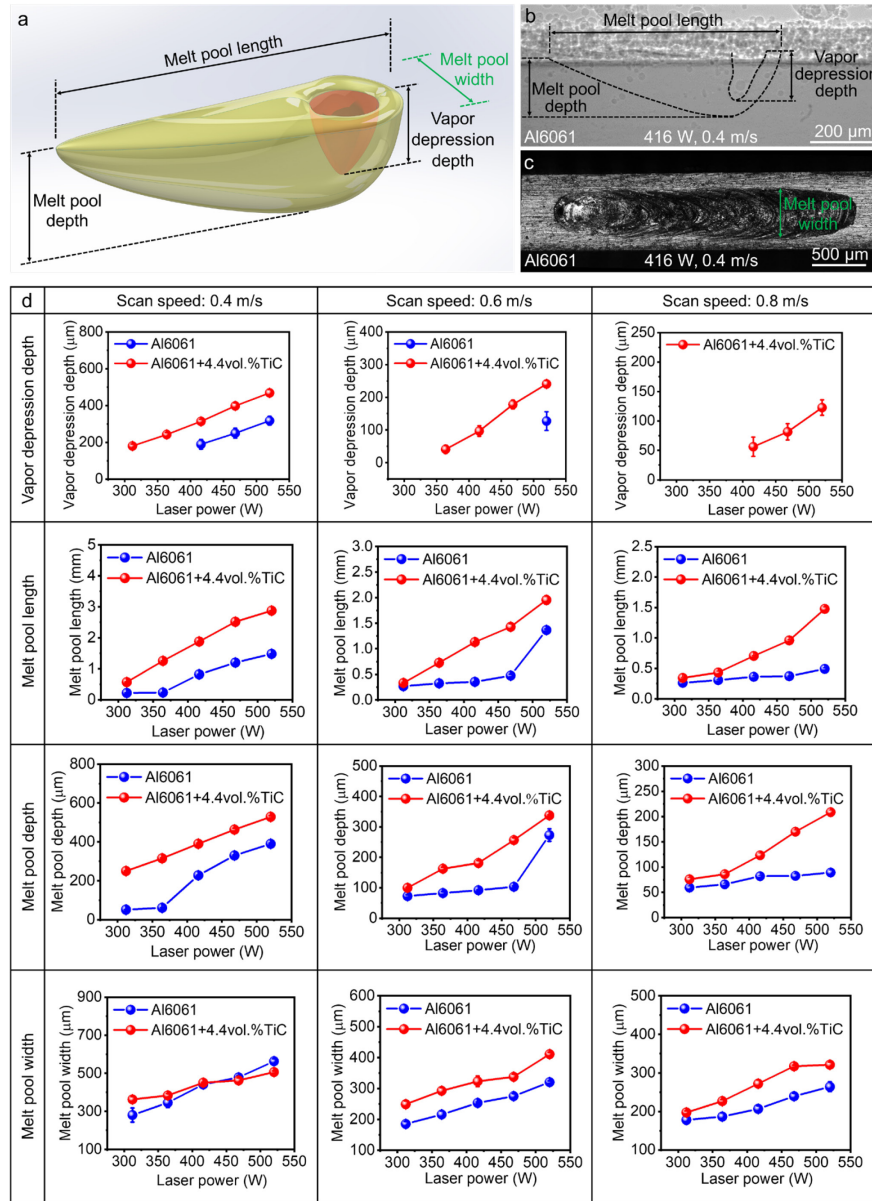 a
Melt pool length
Melt pool
width
Vapor
depression
depth
Melt pool
depth
b
Melt pool length
Vapor
depression
depth
Melt pool
depth
Al6061
416 W, 0.4 m/s
200 μm
c
Melt pool
width
Al6061
416 W, 0.4 m/s
500 μm
d
Scan speed: 0.4 m/s
Scan speed: 0.6 m/s
Scan speed: 0.8 m/s
Vapor depression depth
Vapor depression depth (μm)
800
600
400
200
0
Al6061
Al6061+4.4vol.%TiC
300 350 400 450 500 550
Laser power (W)
Vapor depression depth (μm)
400
300
200
100
0
Al6061
Al6061+4.4vol.%TiC
300 350 400 450 500 550
Laser power (W)
Vapor depression depth (μm)
250
200
150
100
50
0
Al6061+4.4vol.%TiC
300 350 400 450 500 550
Laser power (W)
Melt pool length
Melt pool length (mm)
5
4
3
2
1
0
Al6061
Al6061+4.4vol.%TiC
300 350 400 450 500 550
Laser power (W)
Melt pool length (mm)
3.0
2.5
2.0
1.5
1.0
0.5
0.0
Al6061
Al6061+4.4vol.%TiC
300 350 400 450 500 550
Laser power (W)
Melt pool length (mm)
2.5
2.0
1.5
1.0
0.5
0.0
Al6061
Al6061+4.4vol.%TiC
300 350 400 450 500 550
Laser power (W)
Melt pool depth
Melt pool depth (μm)
800
600
400
200
0
Al6061
Al6061+4.4vol.%TiC
300 350 400 450 500 550
Laser power (W)
Melt pool depth (μm)
500
400
300
200
100
0
Al6061
Al6061+4.4vol.%TiC
300 350 400 450 500 550
Laser power (W)
Melt pool depth (μm)
300
250
200
150
100
50
0
Al6061
Al6061+4.4vol.%TiC
300 350 400 450 500 550
Laser power (W)
Melt pool width
Melt pool width (μm)
900
700
500
300
100
Al6061
Al6061+4.4vol.%TiC
300 350 400 450 500 550
Laser power (W)
Melt pool width (μm)
600
500
400
300
200
100
Al6061
Al6061+4.4vol.%TiC
300 350 400 450 500 550
Laser power (W)
Melt pool width (μm)
500
400
300
200
100
Al6061
Al6061+4.4vol.%TiC
300 350 400 450 500 550
Laser power (W)